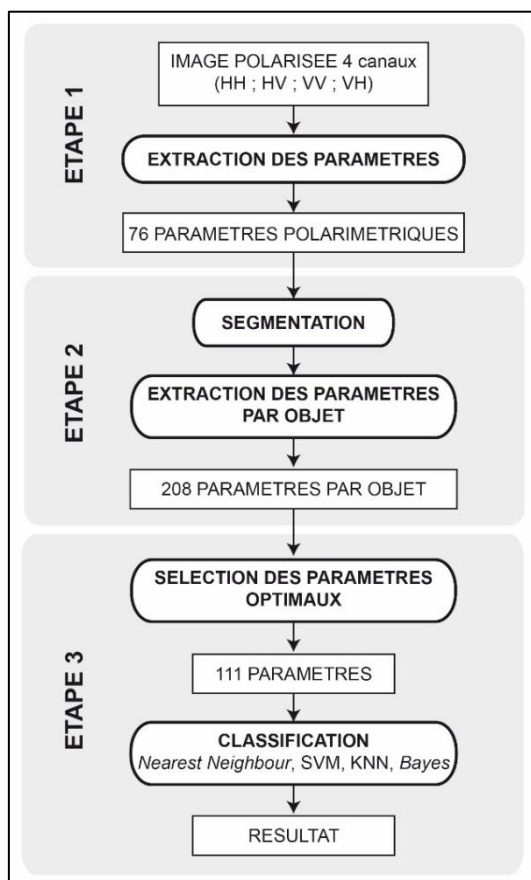 ETAPE 1
IMAGE POLARISEE 4 canaux
(HH ; HV ; VV ; VH)
EXTRACTION DES PARAMETRES
76 PARAMETRES POLARIMETRIQUES
ETAPE 2
SEGMENTATION
EXTRACTION DES PARAMETRES
PAR OBJET
208 PARAMETRES PAR OBJET
ETAPE 3
SELECTION DES PARAMETRES
OPTIMAUX
111 PARAMETRES
CLASSIFICATION
Nearest Neighbour, SVM, KNN, Bayes
RESULTAT